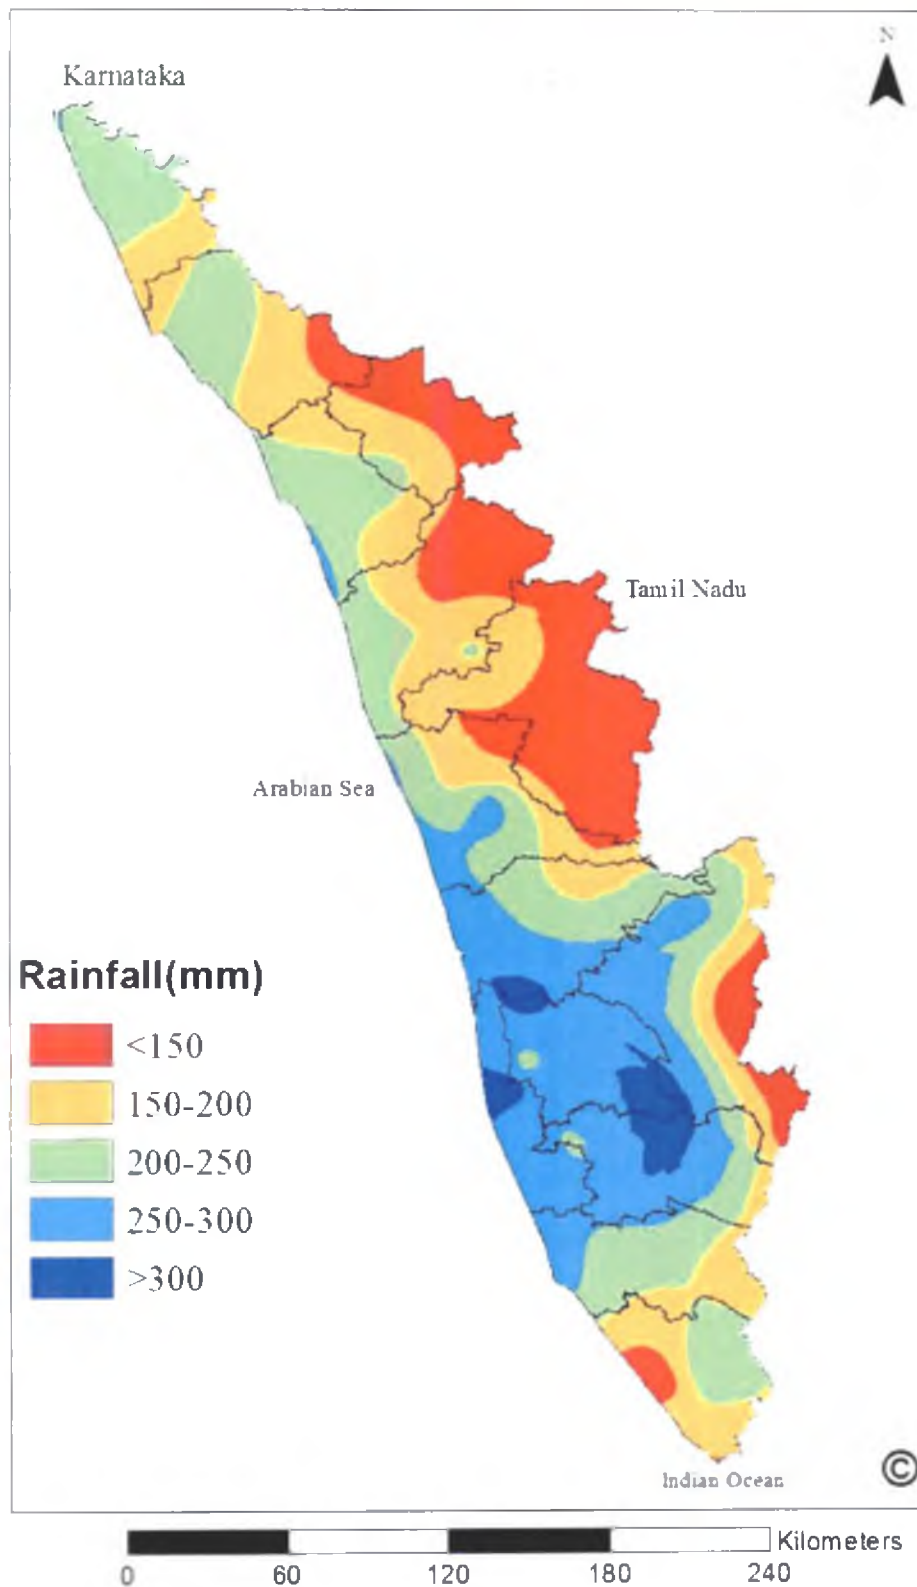 N
Karnataka
Tamil Nadu
Arabian Sea
Rainfall(mm)
<150
150-200
200-250
250-300
>300
Indian Ocean
©
Kilometers
0 60 120 180 240